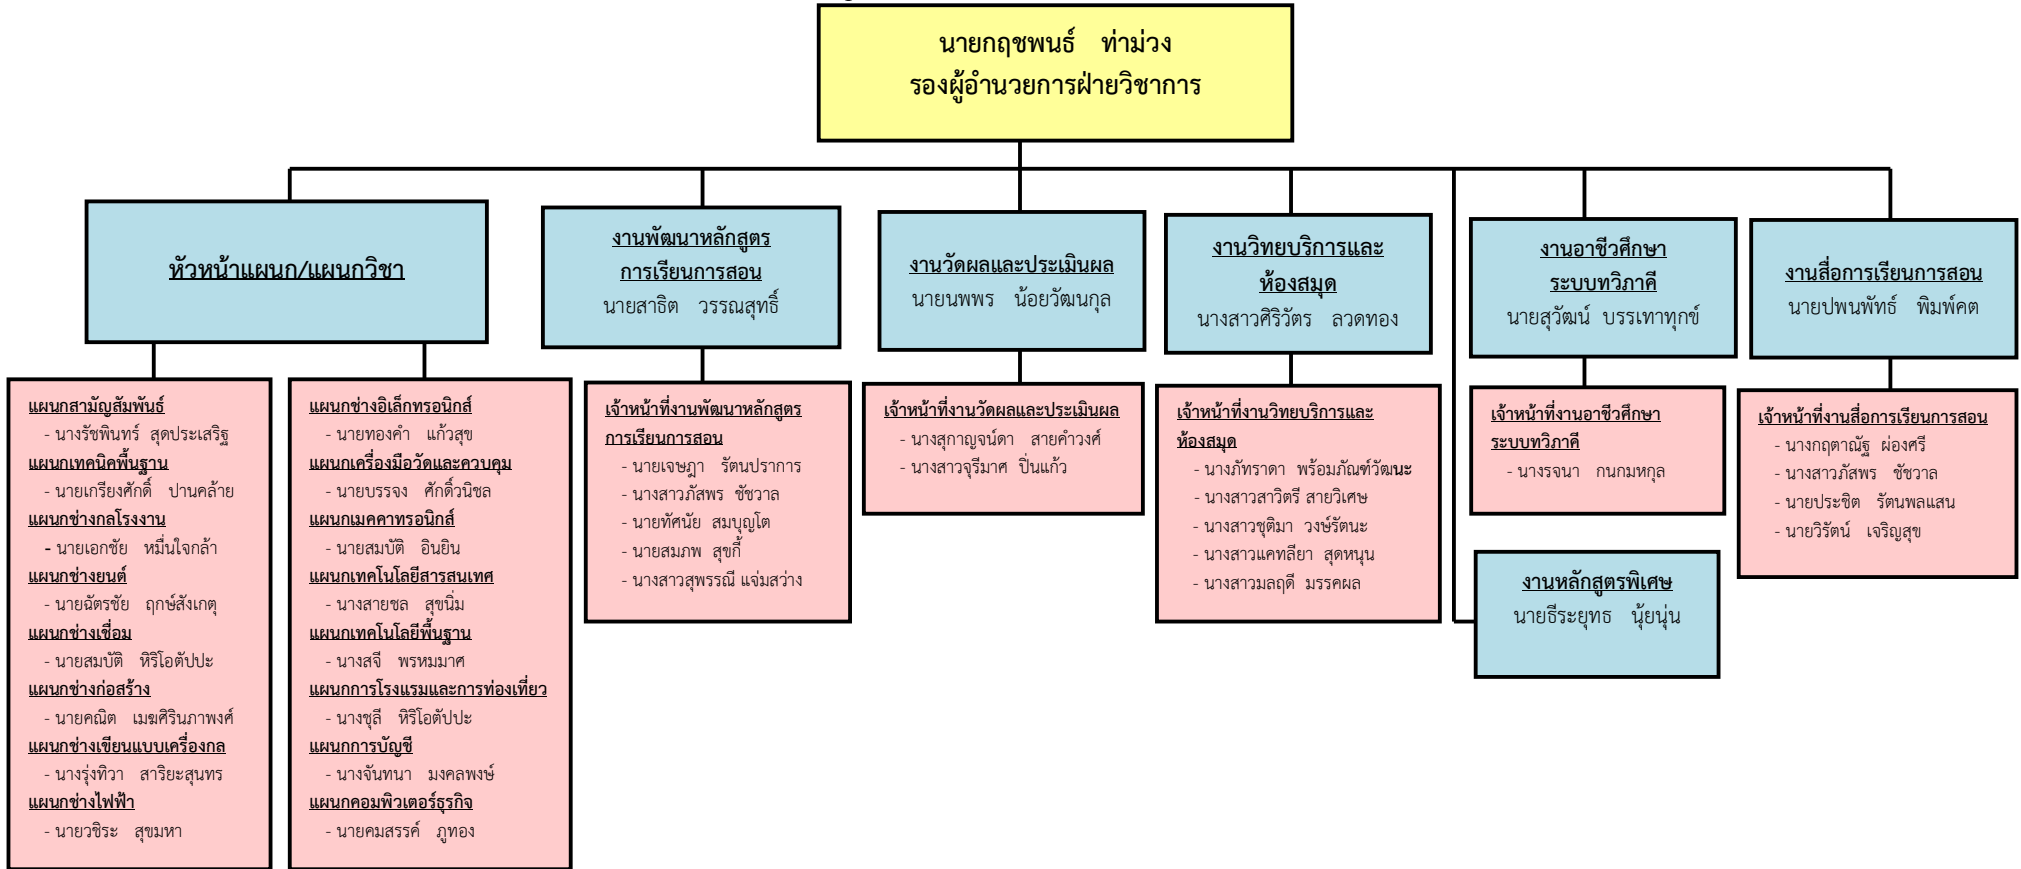 นายกฤชพนธ์ ท่าม่วง
รองผู้อำนวยการฝ่ายวิชาการ
หัวหน้าแผนก/แผนกวิชา
งานพัฒนาหลักสูตร
การเรียนการสอน
นายสาธิต วรรณสุทธิ์
งานวัดผลและประเมินผล
นายนพพร น้อยวัฒนกุล
งานวิทยบริการและ
ห้องสมุด
นางสาวศิริวัตร ลวดทอง
งานอาชีวศึกษา
ระบบทวิภาคี
นายสุวัฒน์ บรรเทาทุกข์
งานสื่อการเรียนการสอน
นายปพนพัทธ์ พิมพ์คต
แผนกสามัญสัมพันธ์
- นางรัชพินทร์ สุดประเสริฐ
แผนกเทคนิคพื้นฐาน
- นายเกรียงศักดิ์ ปานคล้าย
แผนกช่างกลโรงงาน
- นายเอกชัย หมื่นใจกล้า
แผนกช่างยนต์
- นายฉัตรชัย ฤกษ์สังเกตุ
แผนกช่างเชื่อม
- นายสมบัติ หิริโอตัปปะ
แผนกช่างก่อสร้าง
- นายคณิต เมฆศิรินภาพงศ์
แผนกช่างเขียนแบบเครื่องกล
- นางรุ่งทิวา สาริยะสุนทร
แผนกช่างไฟฟ้า
- นายวชิระ สุขมหา
แผนกช่างอิเล็กทรอนิกส์
- นายทองคำ แก้วสุข
แผนกเครื่องมือวัดและควบคุม
- นายบรรจง ศักดิ์วนิชล
แผนกเมคคาทรอนิกส์
- นายสมบัติ อินยิน
แผนกเทคโนโลยีสารสนเทศ
- นางสายชล สุขนิ่ม
แผนกเทคโนโลยีพื้นฐาน
- นางสจี พรหมมาศ
แผนกการโรงแรมและการท่องเที่ยว
- นางชุลี หิริโอตัปปะ
แผนกการบัญชี
- นางจันทนา มงคลพงษ์
แผนกคอมพิวเตอร์ธุรกิจ
- นายคมสรรค์ ภูทอง
เจ้าหน้าที่งานพัฒนาหลักสูตร
การเรียนการสอน
- นายเจษฎา รัตนปราการ
- นางสาวภัสพร ชัชวาล
- นายทัศนัย สมบุญโต
- นายสมภพ สุขกี้
- นางสาวสุพรรณี แจ่มสว่าง
เจ้าหน้าที่งานวัดผลและประเมินผล
- นางสุกาญจน์ดา สายคำวงศ์
- นางสาวจุรีมาศ ปิ่นแก้ว
เจ้าหน้าที่งานวิทยบริการและ
ห้องสมุด
- นางภัทราดา พร้อมภัณฑ์วัฒนะ
- นางสาวสาวิตรี สายวิเศษ
- นางสาวชุติมา วงษ์รัตนะ
- นางสาวแคทลียา สุดหนุน
- นางสาวมลฤดี มรรคผล
เจ้าหน้าที่งานอาชีวศึกษา
ระบบทวิภาคี
- นางรจนา กนกมหกุล
งานหลักสูตรพิเศษ
นายธีระยุทธ นุ้ยนุ่น
เจ้าหน้าที่งานสื่อการเรียนการสอน
- นางกฤตาณัฐ ผ่องศรี
- นางสาวภัสพร ชัชวาล
- นายประชิต รัตนพลแสน
- นายวิรัตน์ เจริญสุข